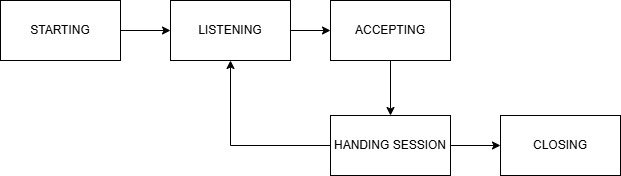 STARTING
LISTENING
ACCEPTING
HANDING SESSION
CLOSING